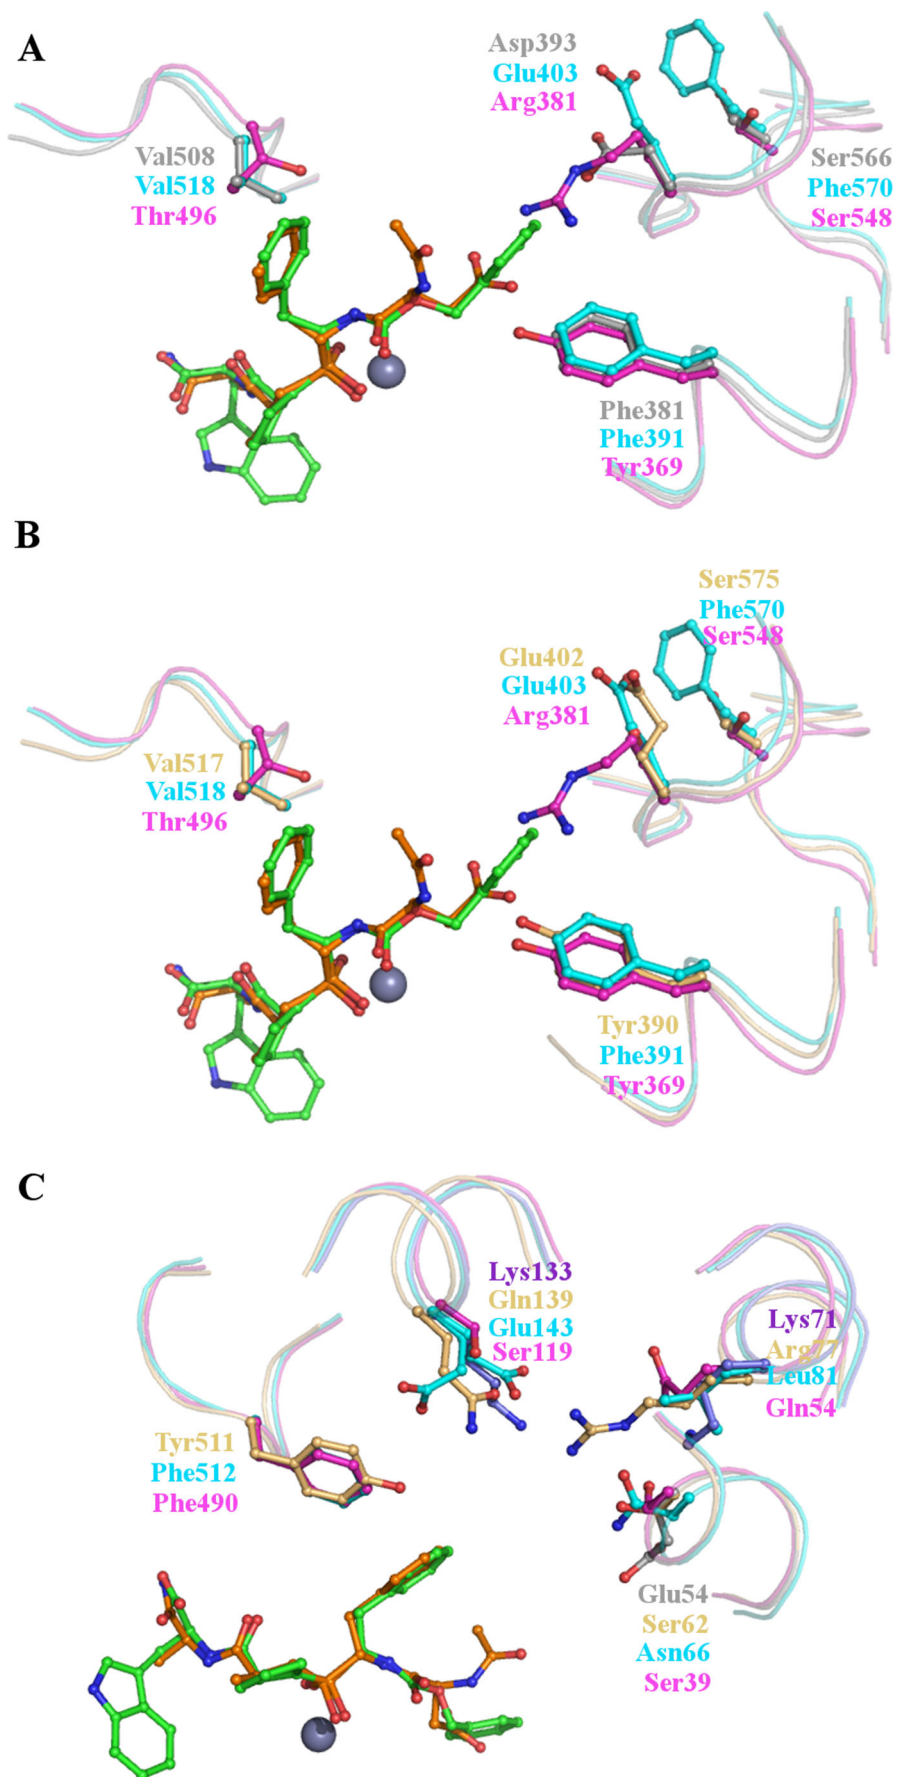 A
Asp393
Glu403
Arg381
Val508
Val518
Thr496
Ser566
Phe570
Ser548
Phe381
Phe391
Tyr369
B
Ser575
Phe570
Ser548
Glu402
Glu403
Arg381
Val517
Val518
Thr496
Tyr390
Phe391
Tyr369
C
Lys133
Gln139
Glu143
Ser119
Lys71
Arg77
Leu81
Gln54
Tyr511
Phe512
Phe490
Glu54
Ser62
Asn66
Ser39